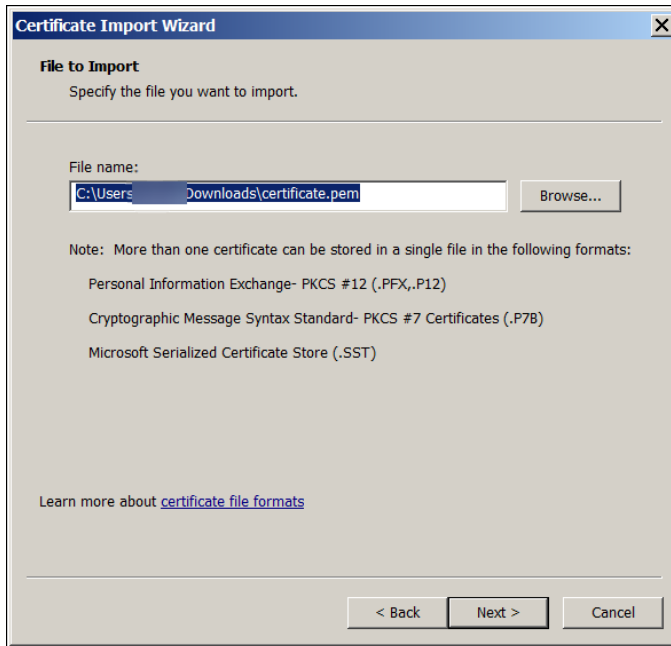 Certificate Import Wizard
File to Import
Specify the file you want to import.
File name:
C:\Users Downloads\certificate.pem
Browse...
Note: More than one certificate can be stored in a single file in the following formats:
Personal Information Exchange- PKCS #12 (.PFX,.P12)
Cryptographic Message Syntax Standard- PKCS #7 Certificates (.P7B)
Microsoft Serialized Certificate Store (.SST)
Learn more about certificate file formats
< Back Next > Cancel